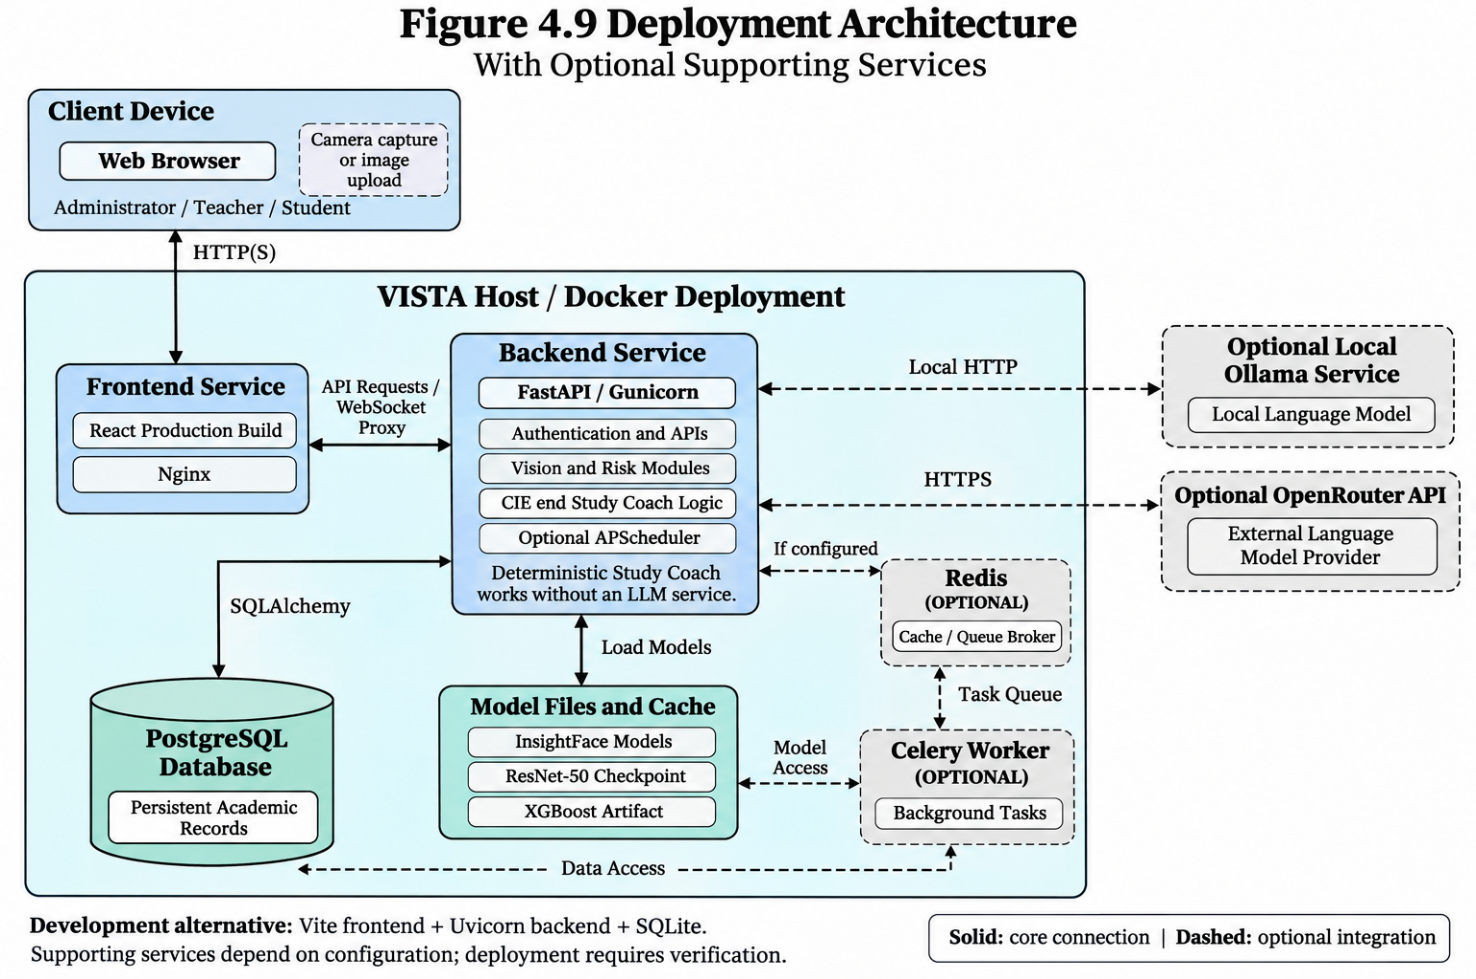 Figure 4.9 Deployment Architecture
With Optional Supporting Services
Client Device
Web Browser
Camera capture
or image
upload
Administrator / Teacher / Student
HTTP(S)
VISTA Host / Docker Deployment
Frontend Service
React Production Build
Nginx
API Requests /
WebSocket
Proxy
Backend Service
FastAPI / Gunicorn
Authentication and APIs
Vision and Risk Modules
CIE end Study Coach Logic
Optional APScheduler
Deterministic Study Coach
works without an LLM service.
Local HTTP
Optional Local
Ollama Service
Local Language Model
HTTPS
Optional OpenRouter API
External Language
Model Provider
If configured
Redis
(OPTIONAL)
Cache / Queue Broker
SQLAlchemy
Load Models
Task Queue
PostgreSQL
Database
Persistent Academic
Records
Model Files and Cache
InsightFace Models
ResNet-50 Checkpoint
XGBoost Artifact
Model
Access
Celery Worker
(OPTIONAL)
Background Tasks
Data Access
Development alternative: Vite frontend + Uvicorn backend + SQLite.
Supporting services depend on configuration; deployment requires verification.
Solid: core connection | Dashed: optional integration